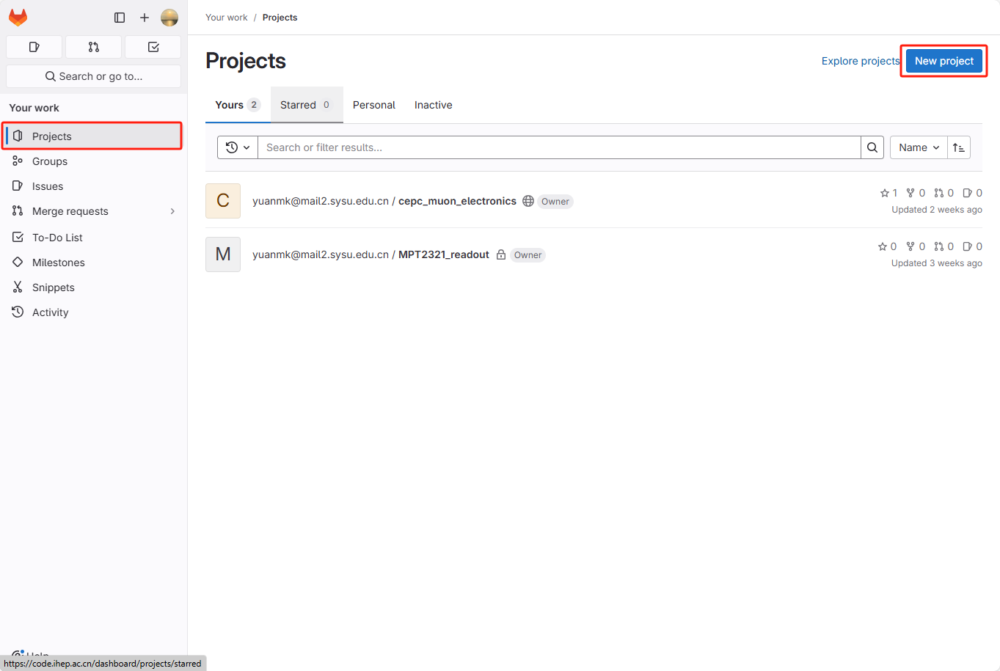 Your work / Projects
Search or go to...
Your work
Projects
Groups
Issues
Merge requests
To-Do List
Milestones
Snippets
Activity
Help
https://code.ihep.ac.cn/dashboard/projects/starred
Projects
Explore projects
New project
Yours 2
Starred 0
Personal
Inactive
Search or filter results...
Name
C
yuanmk@mail2.sysu.edu.cn / cepc_muon_electronics
Owner
1 0 0 0
Updated 2 weeks ago
M
yuanmk@mail2.sysu.edu.cn / MPT2321_readout
Owner
0 0 0 0
Updated 3 weeks ago